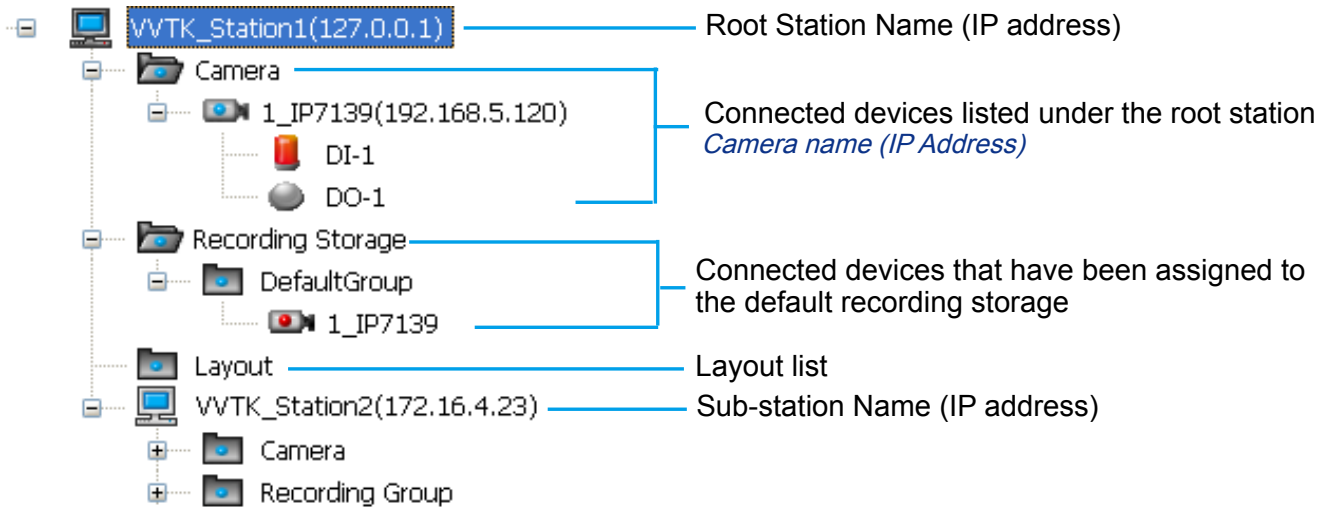 VVTK_Station1(127.0.0.1) Root Station Name (IP address)
Camera
1_IP7139(192.168.5.120) Connected devices listed under the root station
Camera name (IP Address)
DI-1
DO-1
Recording Storage
DefaultGroup Connected devices that have been assigned to
the default recording storage
1_IP7139
Layout Layout list
VVTK_Station2(172.16.4.23) Sub-station Name (IP address)
Camera
Recording Group